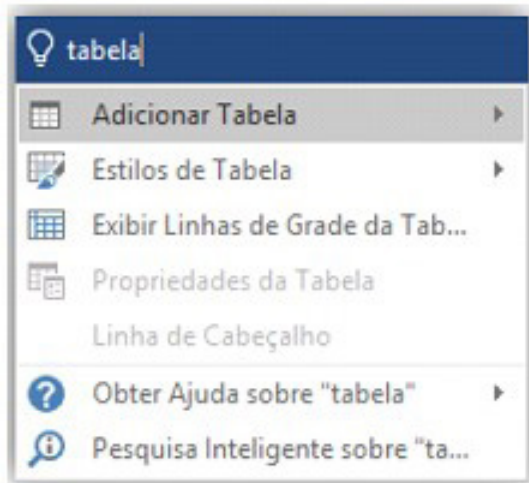 tabela
Adicionar Tabela
Estilos de Tabela
Exibir Linhas de Grade da Tab...
Propriedades da Tabela
Linha de Cabeçalho
Obter Ajuda sobre "tabela"
Pesquisa Inteligente sobre "ta...